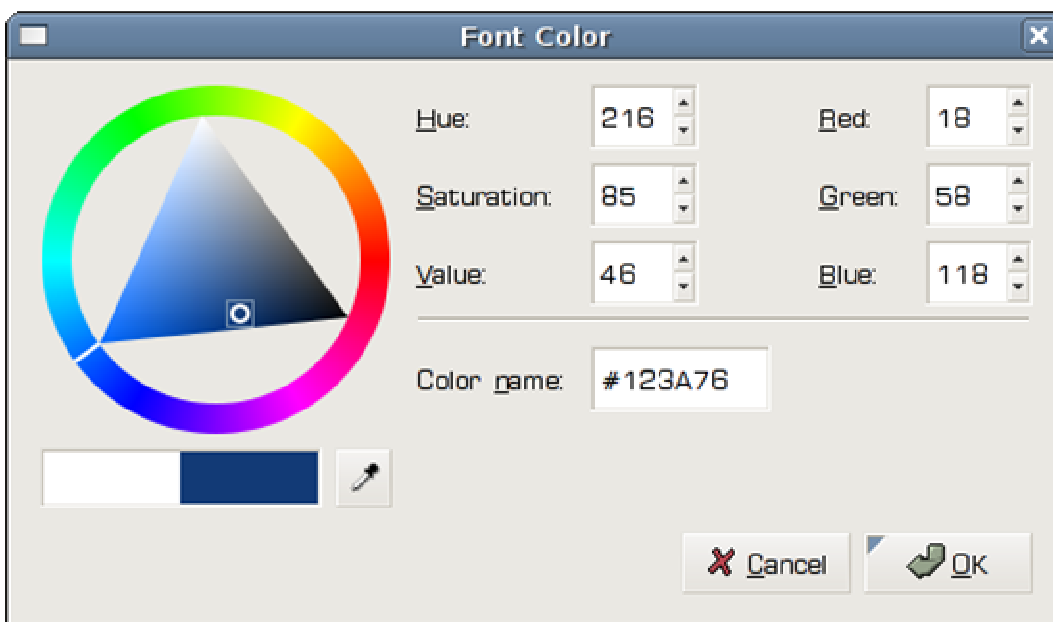 Font Color
Hue: 216 Red: 18
Saturation: 85 Green: 58
Value: 46 Blue: 118
Color name: #123A76
Cancel OK